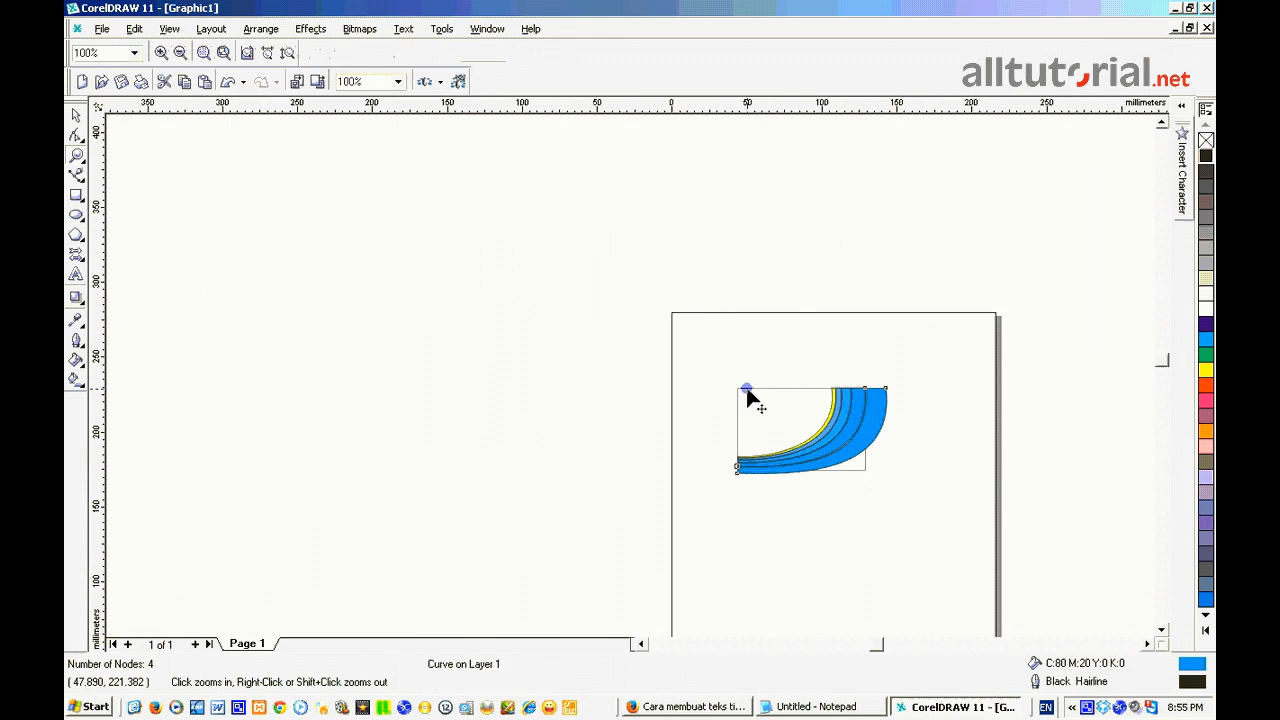 CorelDRAW 11 - [Graphic1]
File Edit View Layout Arrange Effects Bitmaps Text Tools Window Help
100%
100%
alltutorial.net
350 300 250 200 150 100 50 0 50 100 150 200 250 millimeters
400
350
300
250
200
150
100
millimeters
Insert Character
1 of 1 Page 1
Number of Nodes: 4 Curve on Layer 1 C:80 M:20 Y:0 K:0
( 47.890, 221.382 ) Click zooms in, Right-Click or Shift+Click zooms out Black Hairline
Start Cara membuat teks ti... Untitled - Notepad CorelDRAW 11 - [G... EN 8:55 PM